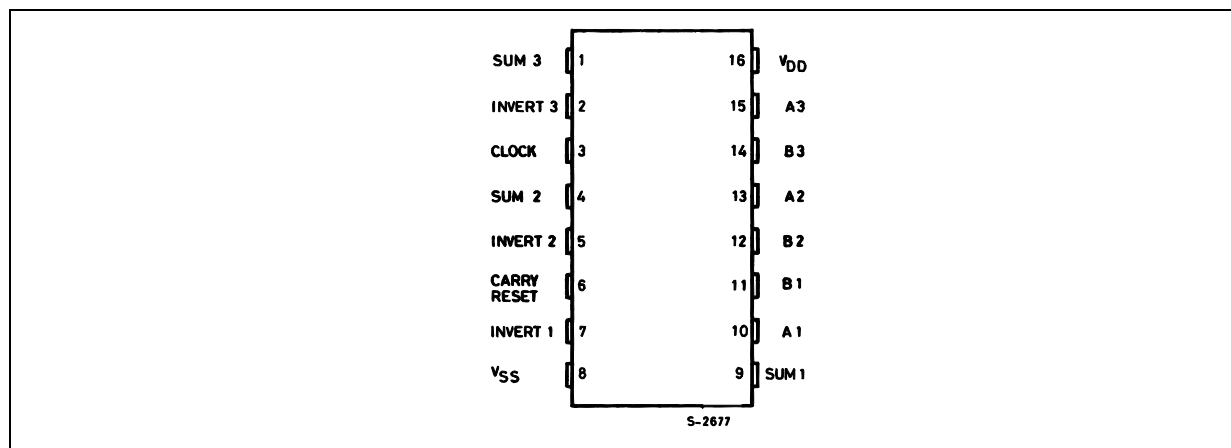 SUM 3 1 16 VDD
INVERT 3 2 15 A3
CLOCK 3 14 B3
SUM 2 4 13 A2
INVERT 2 5 12 B2
CARRY
RESET 6 11 B1
INVERT 1 7 10 A1
VSS 8 9 SUM1
S-2677